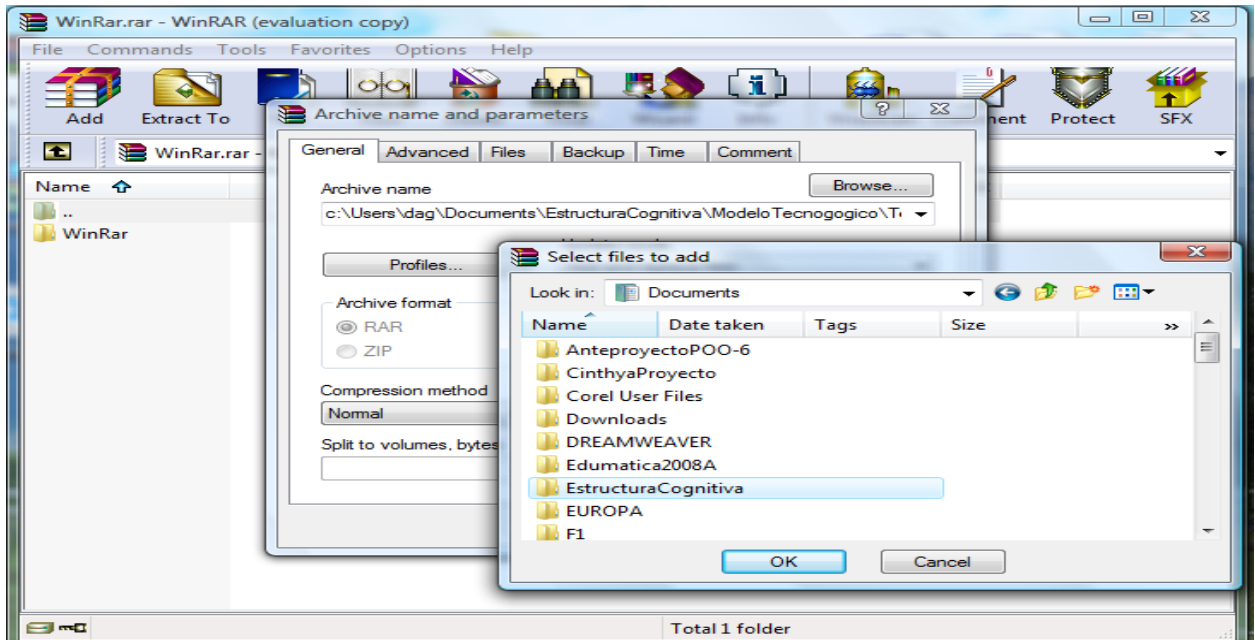 WinRar.rar - WinRAR (evaluation copy)
File Commands Tools Favorites Options Help
Add Extract To Protect SFX
WinRar.rar -
Name
..
WinRar
Total 1 folder
Archive name and parameters
General Advanced Files Backup Time Comment
Archive name
Browse...
c:\Users\dag\Documents\EstructuraCognitiva\ModeloTecnogogico\T
Profiles...
Archive format
RAR
ZIP
Compression method
Normal
Split to volumes, bytes
Select files to add
Look in: Documents
Name Date taken Tags Size »
AnteproyectoPOO-6
CinthyaProyecto
Corel User Files
Downloads
DREAMWEAVER
Edumatica2008A
EstructuraCognitiva
EUROPA
F1
OK Cancel